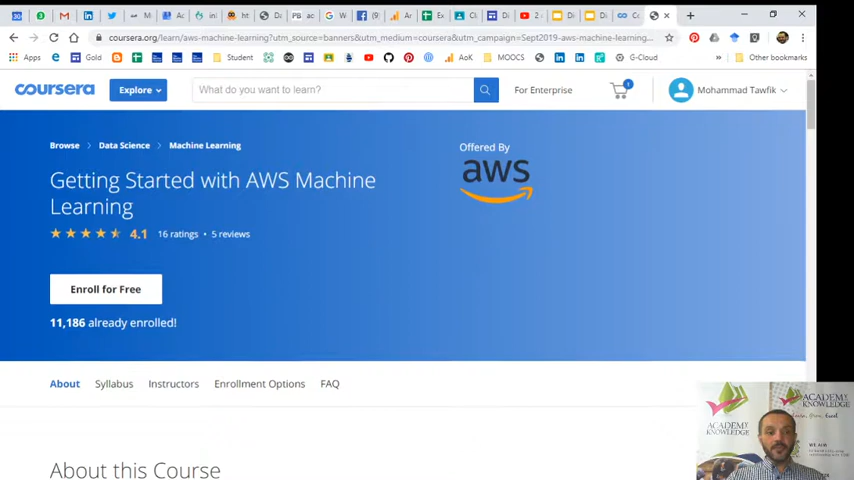 coursera.org/learn/aws-machine-learning?utm_source=banners&utm_medium=coursera&utm_campaign=Sept2019-aws-machine-learning...
Apps
Gold
Student
MOOCS
AoK
G-Cloud
»
Other bookmarks
coursera
Explore
What do you want to learn?
For Enterprise
1
Mohammad Tawfik
Browse > Data Science > Machine Learning
Offered By
aws
Getting Started with AWS Machine
Learning
4.1 16 ratings • 5 reviews
Enroll for Free
11,186 already enrolled!
About Syllabus Instructors Enrollment Options FAQ
About this Course
ACADEMY
KNOWLEDGE
ACADEMY
KNOWLEDGE